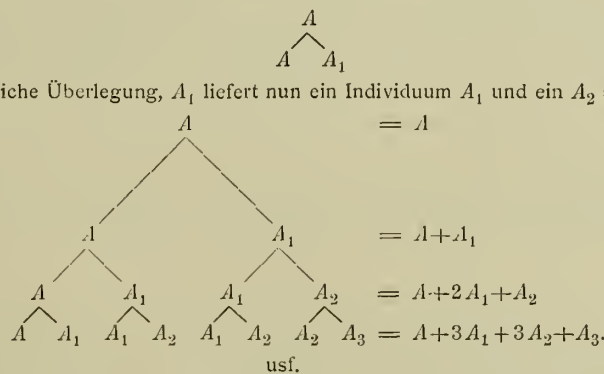 A
A A₁
iche Überlegung, A₁ liefert nun ein Individuum A₁ und ein A₂
A = A
A A₁ = A+A₁
A A₁ A₁ A₂ = A+2A₁+A₂
A A₁ A₁ A₂ A₁ A₂ A₂ A₃ = A+3A₁+3A₂+A₃.
usf.